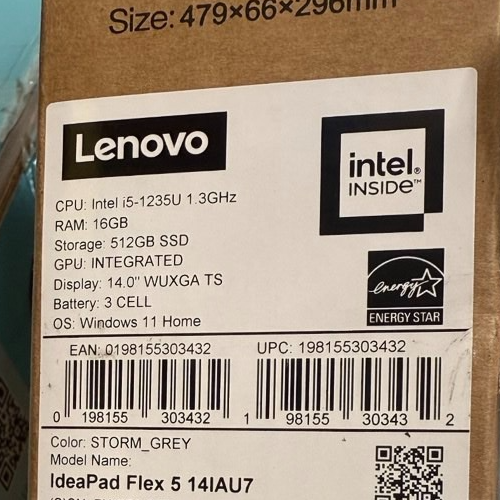 Size: 479×66×296mm
Lenovo
intel®
INSIDE™
CPU: Intel i5-1235U 1.3GHz
RAM: 16GB
Storage: 512GB SSD
GPU: INTEGRATED
Display: 14.0" WUXGA TS
Battery: 3 CELL
OS: Windows 11 Home
energy
ENERGY STAR
EAN: 0198155303432
UPC: 198155303432
0 198155 303432
1 98155 30343 2
Color: STORM_GREY
Model Name:
IdeaPad Flex 5 14IAU7